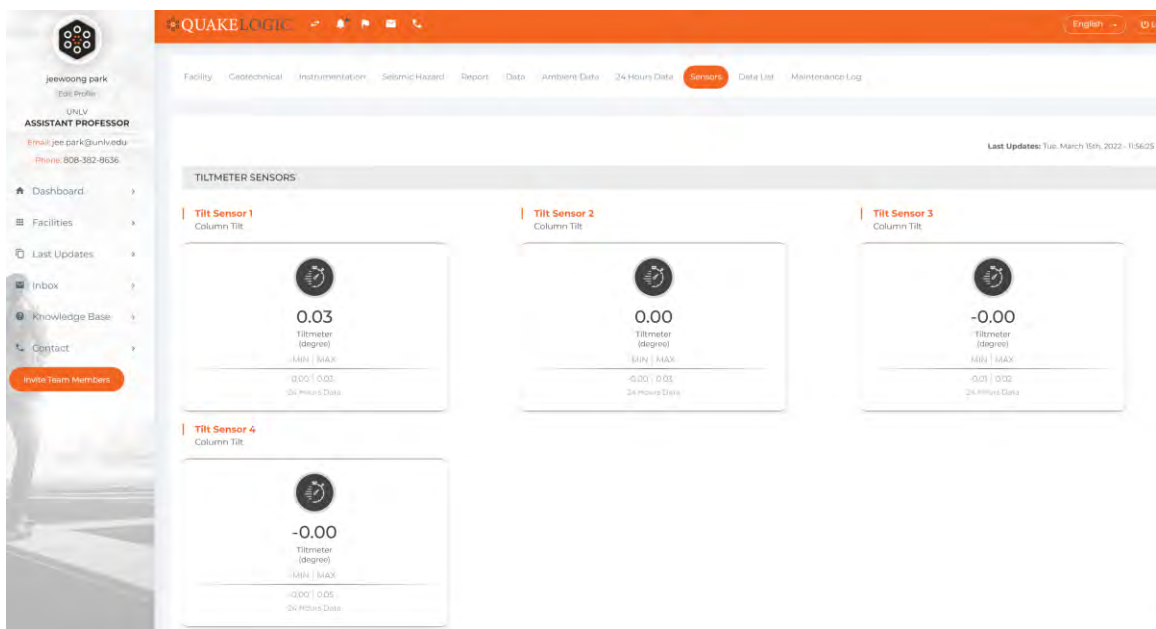 QUAKELOGIC
English
jeewoong park
Edit Profile
UNLV
ASSISTANT PROFESSOR
Email: jee.park@unlv.edu
Phone: 808-382-8636
Dashboard
Facilities
Last Updates
Inbox
Knowledge Base
Contact
Invite Team Members
Facility Geotechnical Instrumentation Seismic Hazard Report Data Ambient Data 24 Hours Data Sensors Data List Maintenance Log
Last Updates: Tue, March 15th, 2022 - 11:56:25
TILTMETER SENSORS
Tilt Sensor 1
Column Tilt
0.03
Tiltmeter
(degree)
MIN | MAX
-0.00 | 0.03
24 Hours Data
Tilt Sensor 2
Column Tilt
0.00
Tiltmeter
(degree)
MIN | MAX
-0.00 | 0.03
24 Hours Data
Tilt Sensor 3
Column Tilt
-0.00
Tiltmeter
(degree)
MIN | MAX
-0.01 | 0.02
24 Hours Data
Tilt Sensor 4
Column Tilt
-0.00
Tiltmeter
(degree)
MIN | MAX
-0.00 | 0.05
24 Hours Data